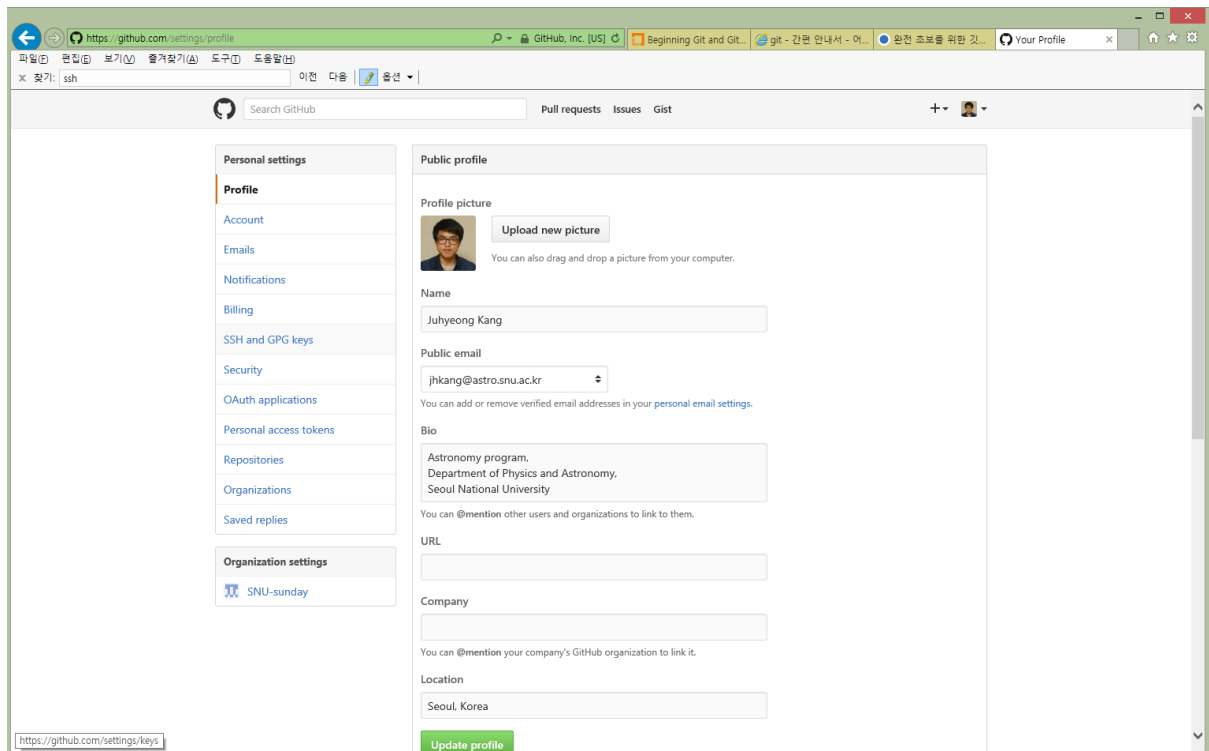 https://github.com/settings/profile
GitHub, Inc. [US]
Beginning Git and Git...
git - 간편 안내서 - 어...
완전 초보를 위한 깃...
Your Profile
파일(F) 편집(E) 보기(V) 즐겨찾기(A) 도구(T) 도움말(H)
x 찾기: ssh 이전 다음 옵션
Search GitHub
Pull requests Issues Gist
Personal settings
Profile
Account
Emails
Notifications
Billing
SSH and GPG keys
Security
OAuth applications
Personal access tokens
Repositories
Organizations
Saved replies
Organization settings
SNU-sunday
Public profile
Profile picture
Upload new picture
You can also drag and drop a picture from your computer.
Name
Juhyeong Kang
Public email
jhkang@astro.snu.ac.kr
You can add or remove verified email addresses in your personal email settings.
Bio
Astronomy program,
Department of Physics and Astronomy,
Seoul National University
You can @mention other users and organizations to link to them.
URL
Company
You can @mention your company's GitHub organization to link it.
Location
Seoul, Korea
Update profile
https://github.com/settings/keys